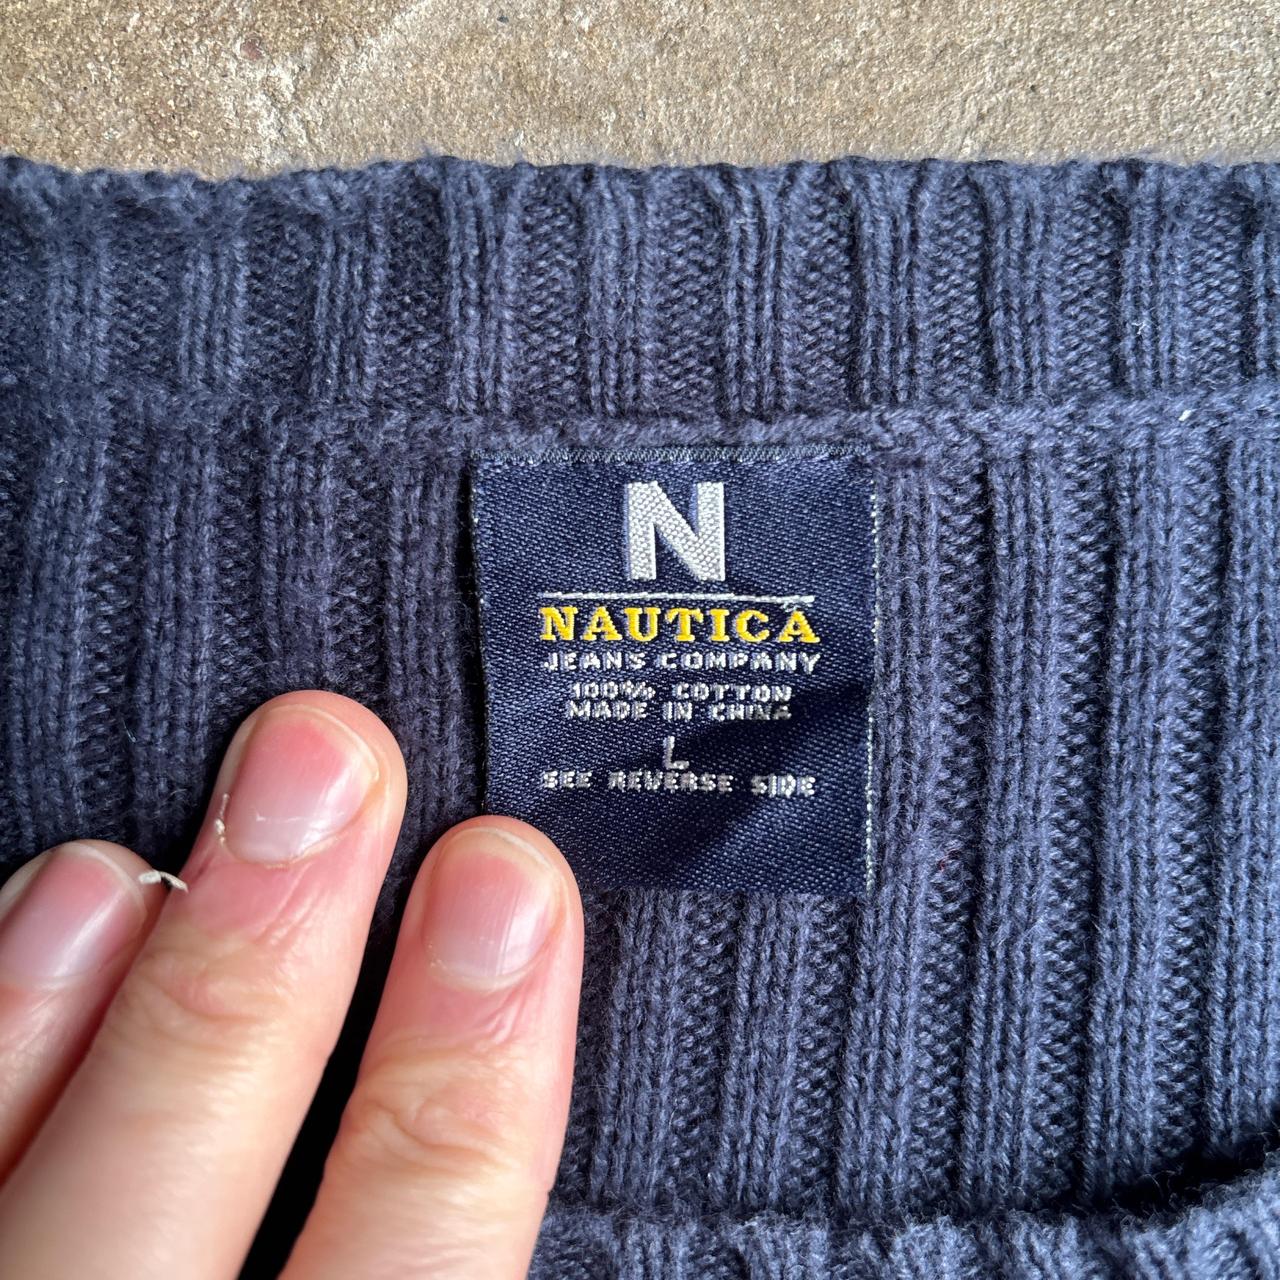 N
NAUTICA
JEANS COMPANY
100% COTTON
MADE IN CHINA
L
SEE REVERSE SIDE